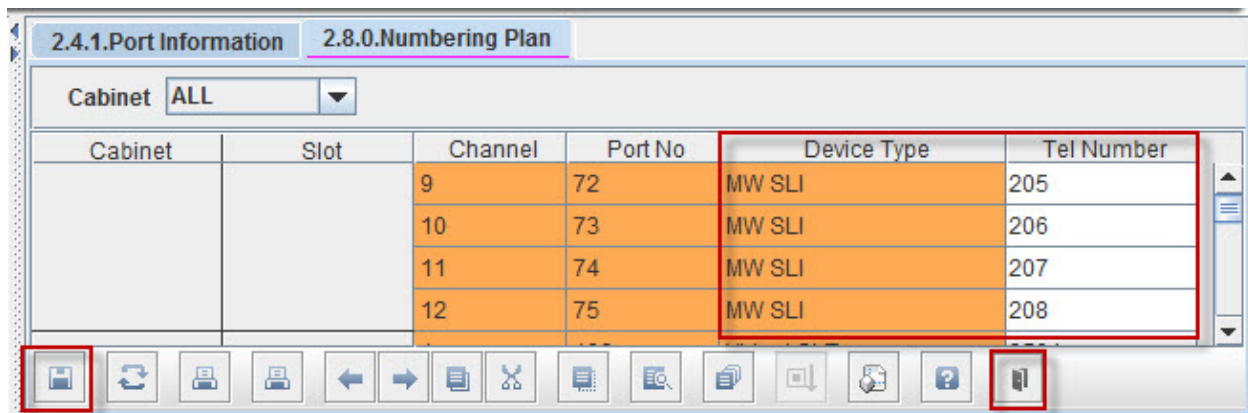 2.4.1.Port Information 2.8.0.Numbering Plan
Cabinet ALL
Cabinet Slot Channel Port No Device Type Tel Number
9 72 MW SLI 205
10 73 MW SLI 206
11 74 MW SLI 207
12 75 MW SLI 208